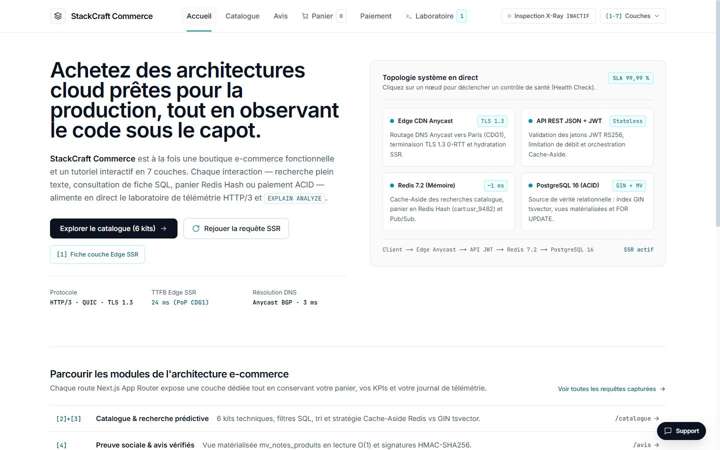 StackCraft Commerce
Accueil
Catalogue
Avis
Panier 0
Paiement
Laboratoire 1
Inspection X-Ray INACTIF
[1-7] Couches
Achetez des architectures
cloud prêtes pour la
production, tout en observant
le code sous le capot.
StackCraft Commerce est à la fois une boutique e-commerce fonctionnelle
et un tutoriel interactif en 7 couches. Chaque interaction — recherche plein
texte, consultation de fiche SQL, panier Redis Hash ou paiement ACID —
alimente en direct le laboratoire de télémétrie HTTP/3 et EXPLAIN ANALYZE.
Explorer le catalogue (6 kits) →
Rejouer la requête SSR
[1] Fiche couche Edge SSR
Protocole
HTTP/3 · QUIC · TLS 1.3
TTFB Edge SSR
24 ms (PoP CDG1)
Résolution DNS
Anycast BGP · 3 ms
Topologie système en direct
Cliquez sur un nœud pour déclencher un contrôle de santé (Health Check).
SLA 99,99 %
Edge CDN Anycast TLS 1.3
Routage DNS Anycast vers Paris (CDG1),
terminaison TLS 1.3 0-RTT et hydratation
SSR.
API REST JSON + JWT Stateless
Validation des jetons JWT RS256,
limitation de débit et orchestration
Cache-Aside.
Redis 7.2 (Mémoire) ~1 ms
Cache-Aside des recherches catalogue,
panier en Redis Hash (cart:usr_9482) et
Pub/Sub.
PostgreSQL 16 (ACID) GIN + MV
Source de vérité relationnelle : index GIN
tsvector, vues matérialisées et FOR
UPDATE.
Client → Edge Anycast → API JWT → Redis 7.2 → PostgreSQL 16
SSR actif
Parcourir les modules de l'architecture e-commerce
Chaque route Next.js App Router expose une couche dédiée tout en conservant votre panier, vos KPIs et votre journal de télémétrie.
Voir toutes les requêtes capturées →
[2]+[3] Catalogue & recherche prédictive 6 kits techniques, filtres SQL, tri et stratégie Cache-Aside Redis vs GIN tsvector. /catalogue →
[4] Preuve sociale & avis vérifiés Vue matérialisée mv_notes_produits en lecture O(1) et signatures HMAC-SHA256. /avis →
Support